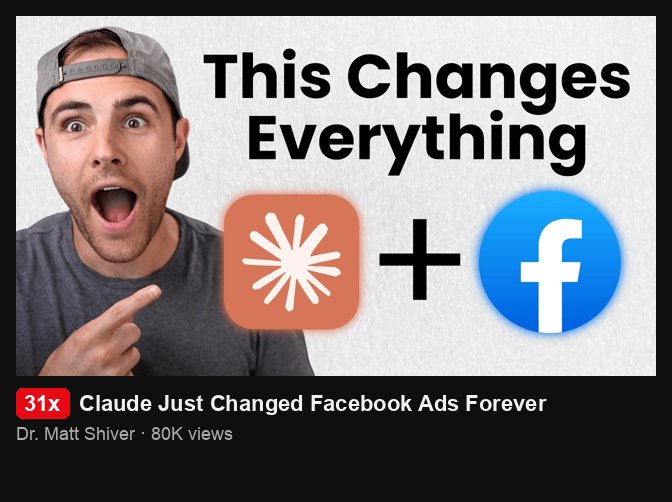 This Changes
Everything
31x Claude Just Changed Facebook Ads Forever
Dr. Matt Shiver · 80K views